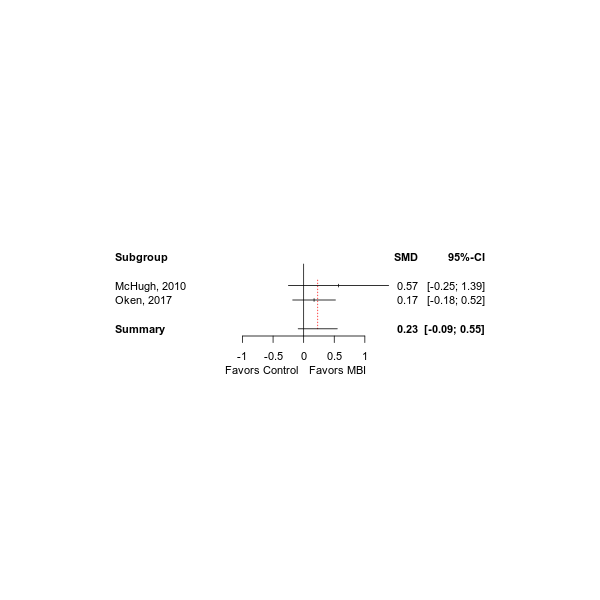 Subgroup SMD 95%-CI
McHugh, 2010 0.57 [-0.25; 1.39]
Oken, 2017 0.17 [-0.18; 0.52]
Summary 0.23 [-0.09; 0.55]
-1 -0.5 0 0.5 1
Favors Control Favors MBI